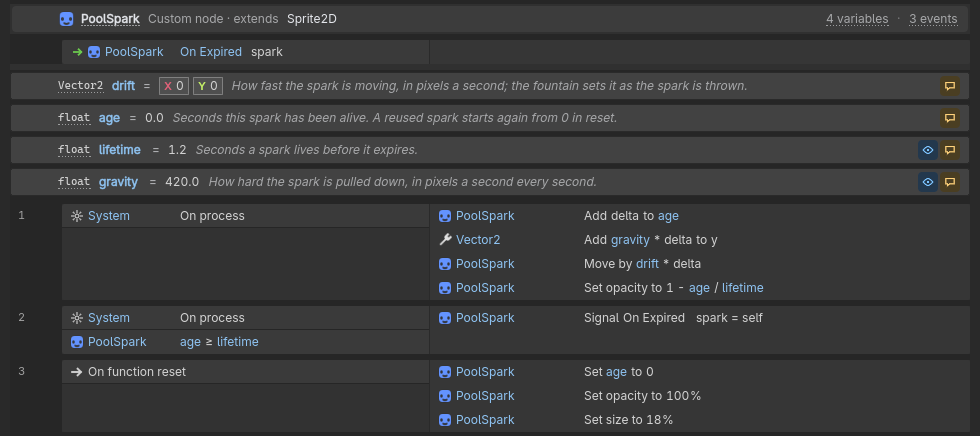 PoolSpark Custom node · extends Sprite2D 4 variables · 3 events
PoolSpark On Expired spark
Vector2 drift = X 0 Y 0 How fast the spark is moving, in pixels a second; the fountain sets it as the spark is thrown.
float age = 0.0 Seconds this spark has been alive. A reused spark starts again from 0 in reset.
float lifetime = 1.2 Seconds a spark lives before it expires.
float gravity = 420.0 How hard the spark is pulled down, in pixels a second every second.
1 System On process PoolSpark Add delta to age
Vector2 Add gravity * delta to y
PoolSpark Move by drift * delta
PoolSpark Set opacity to 1 - age / lifetime
2 System On process PoolSpark Signal On Expired spark = self
PoolSpark age ≥ lifetime
3 On function reset PoolSpark Set age to 0
PoolSpark Set opacity to 100%
PoolSpark Set size to 18%